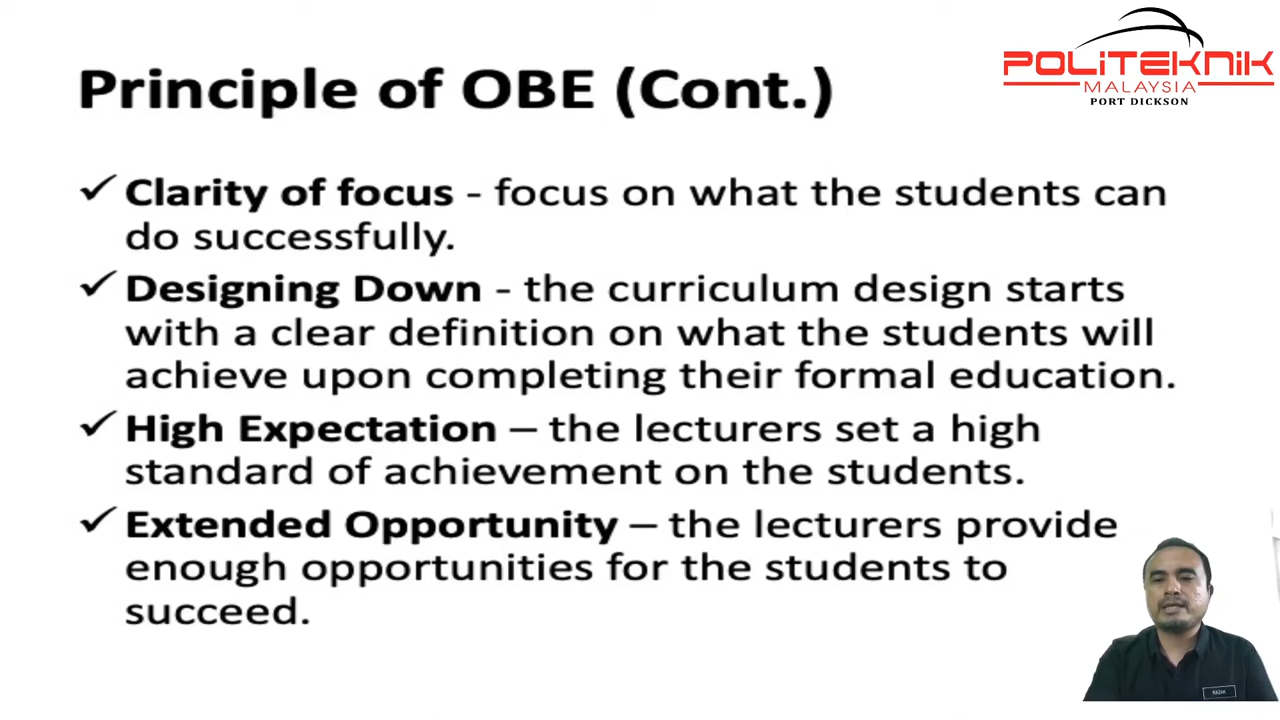 Principle of OBE (Cont.)
POLITEKNIK
MALAYSIA
PORT DICKSON
✓ Clarity of focus - focus on what the students can
do successfully.
✓ Designing Down - the curriculum design starts
with a clear definition on what the students will
achieve upon completing their formal education.
✓ High Expectation – the lecturers set a high
standard of achievement on the students.
✓ Extended Opportunity – the lecturers provide
enough opportunities for the students to
succeed.
RAZAK